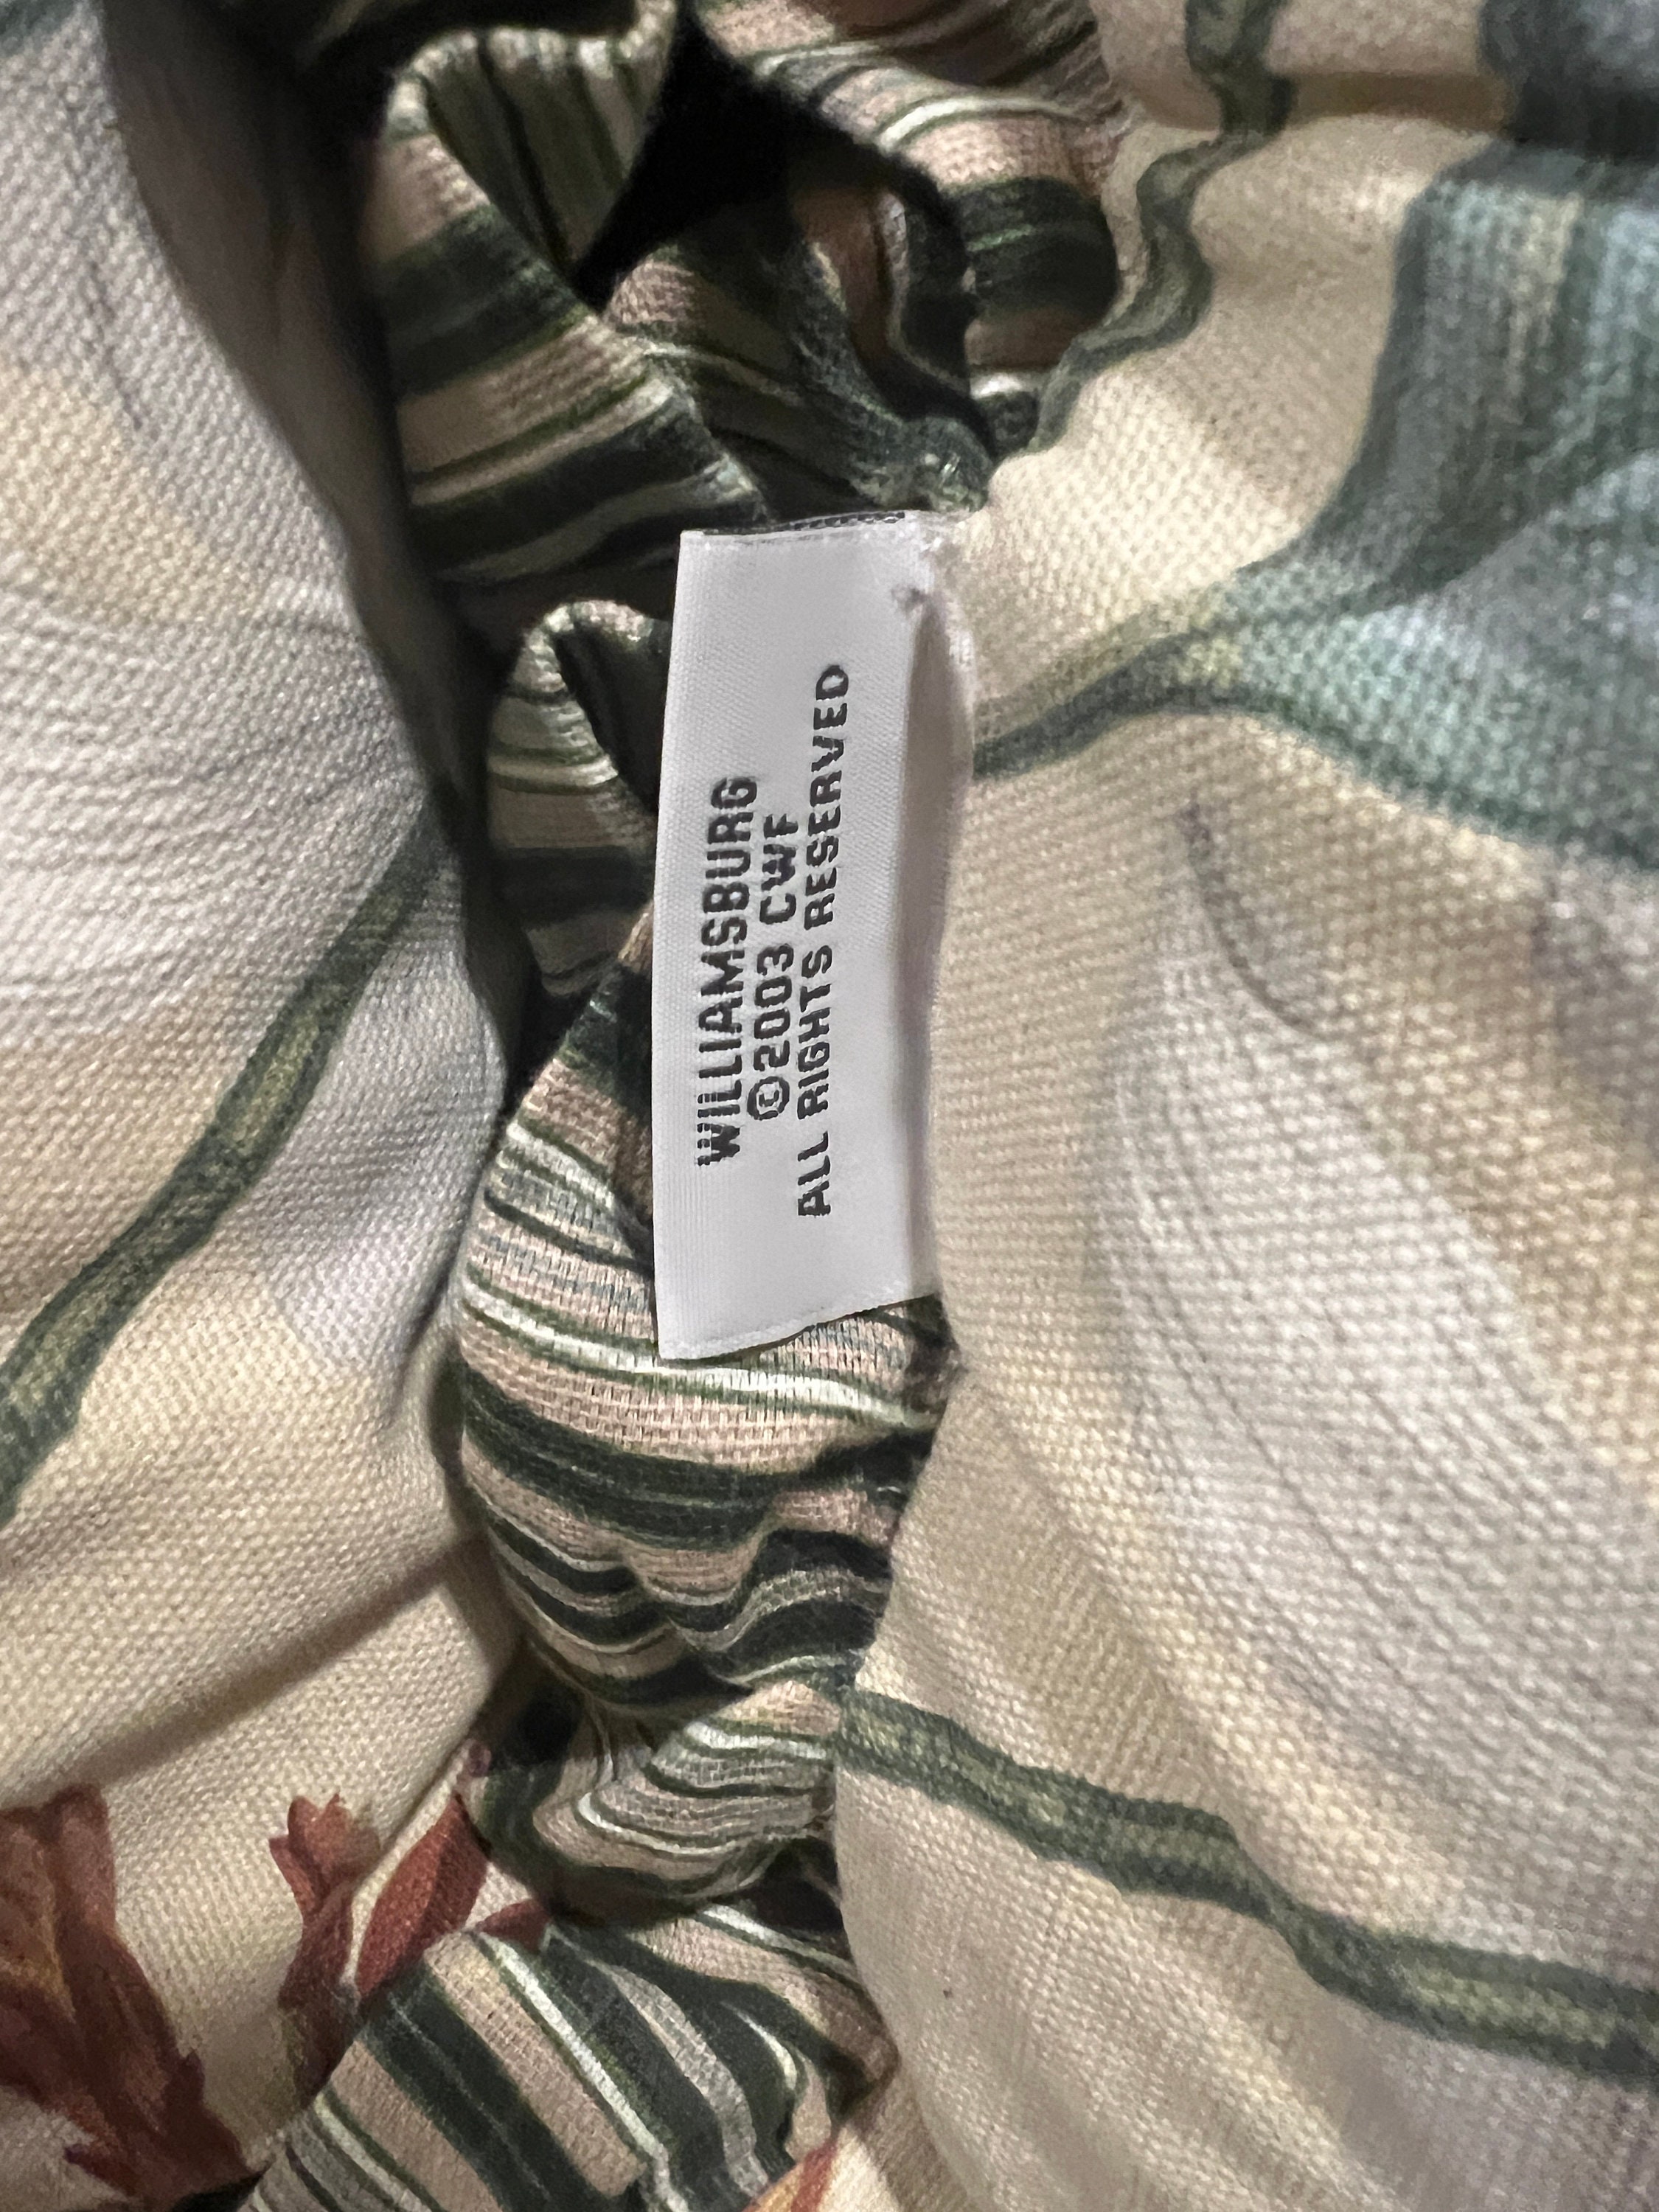 WILLIAMSBURG
©2003 CWF
ALL RIGHTS RESERVED